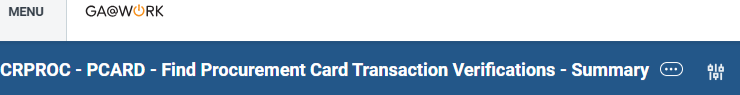 MENU
GA@WORK
CRPROC - PCARD - Find Procurement Card Transaction Verifications - Summary